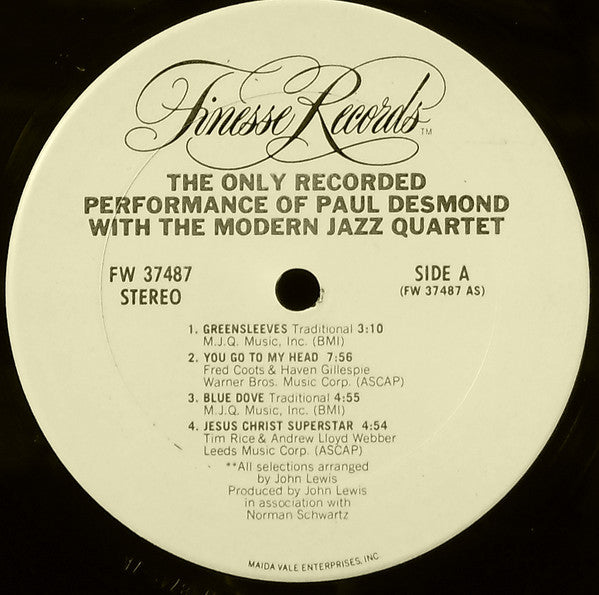 Finesse Records™
THE ONLY RECORDED
PERFORMANCE OF PAUL DESMOND
WITH THE MODERN JAZZ QUARTET
FW 37487
STEREO
SIDE A
(FW 37487 AS)
1. GREENSLEEVES Traditional 3:10
M.J.Q. Music, Inc. (BMI)
2. YOU GO TO MY HEAD 7:56
Fred Coots & Haven Gillespie
Warner Bros. Music Corp. (ASCAP)
3. BLUE DOVE Traditional 4:55
M.J.Q. Music, Inc. (BMI)
4. JESUS CHRIST SUPERSTAR 4:54
Tim Rice & Andrew Lloyd Webber
Leeds Music Corp. (ASCAP)
**All selections arranged
by John Lewis
Produced by John Lewis
in association with
Norman Schwartz
MAIDA VALE ENTERPRISES, INC